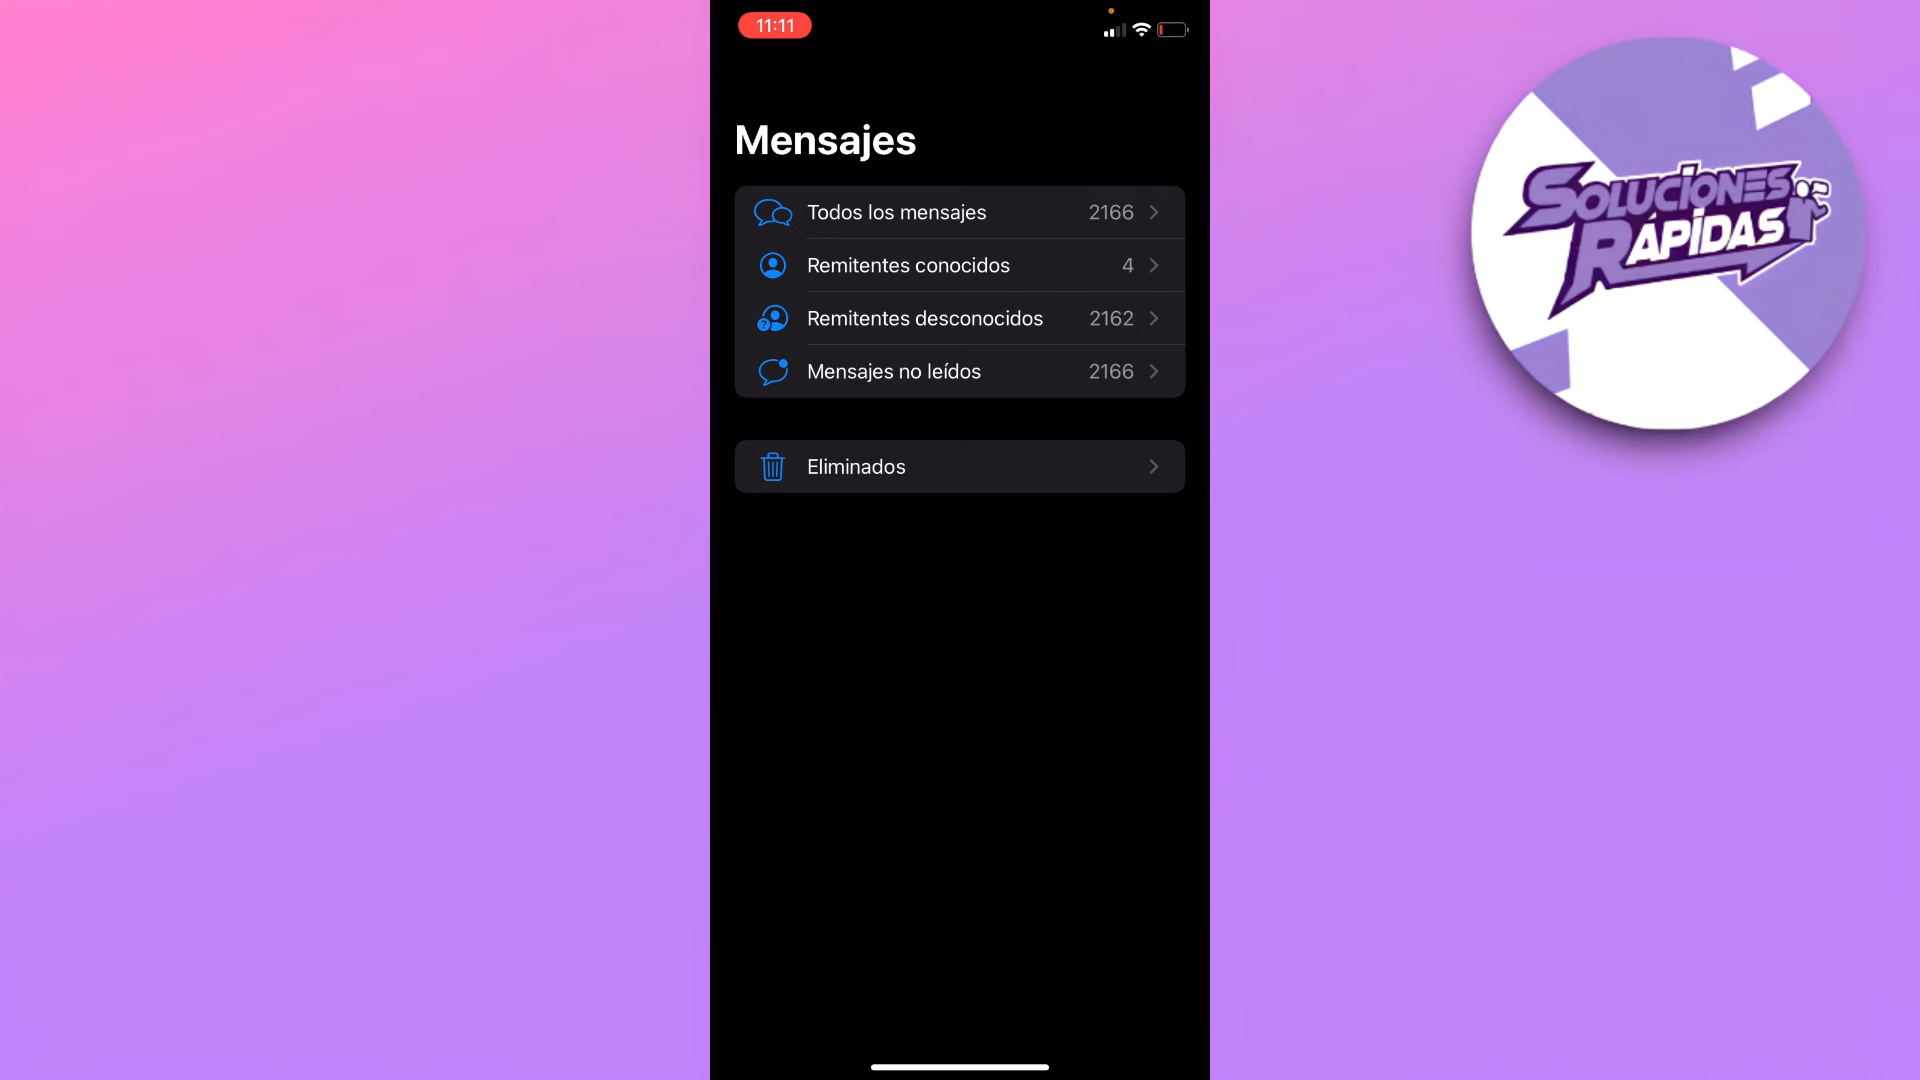 11:11
Mensajes
Todos los mensajes 2166
Remitentes conocidos 4
Remitentes desconocidos 2162
Mensajes no leídos 2166
Eliminados
SOLUCIONES
RÁPIDAS